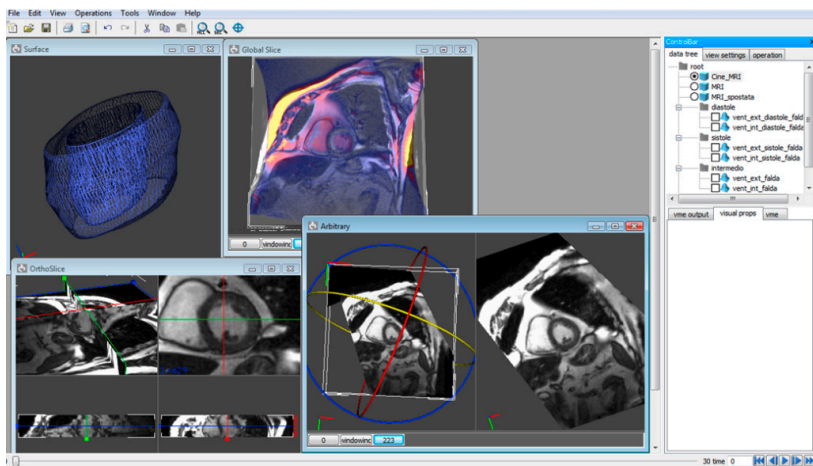 File Edit View Operations Tools Window Help
Surface
Global Slice
0 windowing
OrthoSlice
Arbitrary
0 windowing 223
ControlBar
data tree view settings operation
root
Cine_MRI
MRI
MRI_spostata
diastole
vent_ext_diastole_fald
vent_int_diastole_falda
sistole
vent_ext_sistole_falda
vent_int_sistole_falda
intermedio
vent_ext_falda
vent_int_falda
vme output visual props vme
30 time 0